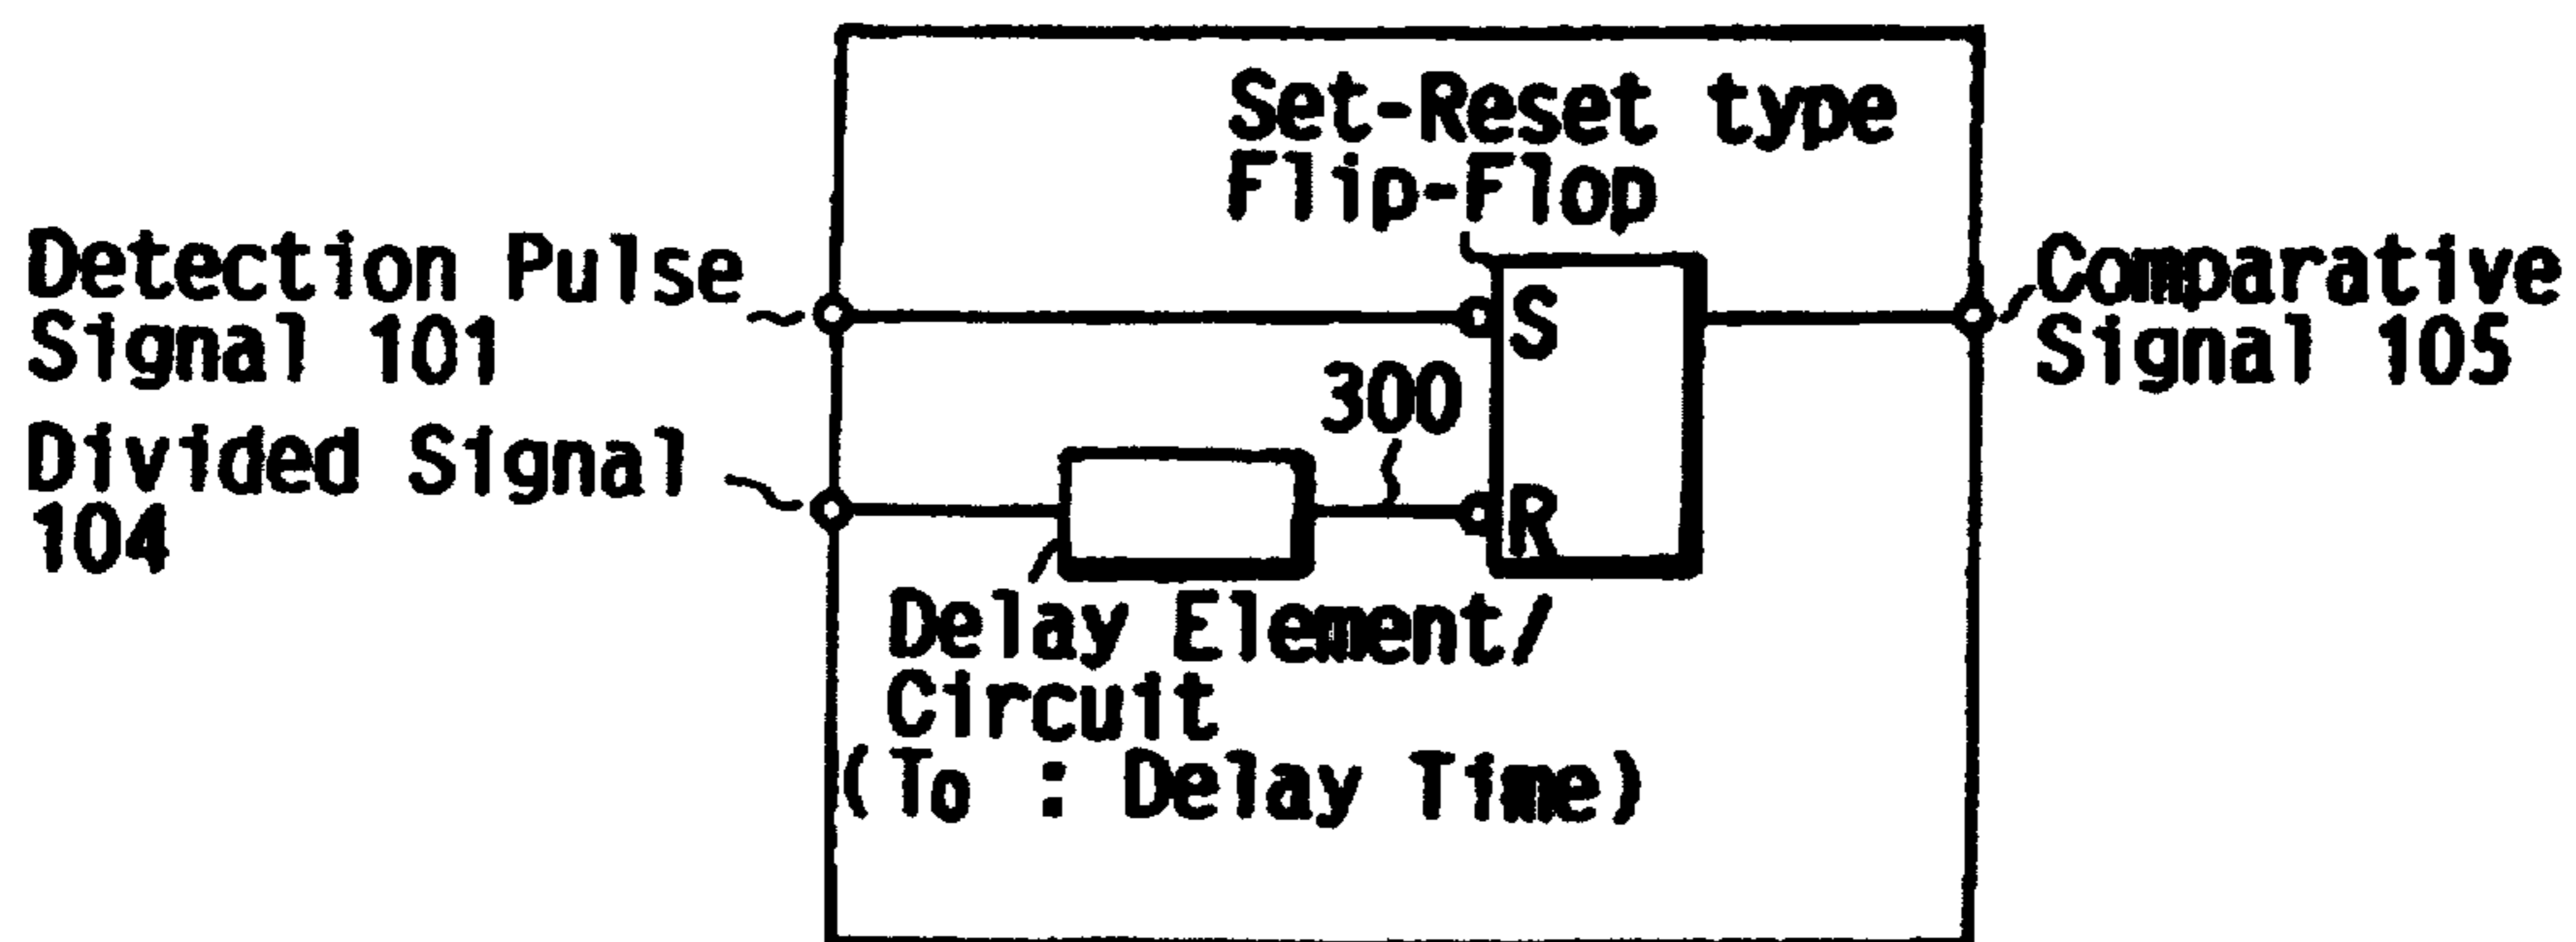 Set-Reset type
Flip-Flop
Detection Pulse
Signal 101
S
Comparative
Signal 105
300
Divided Signal
104
R
Delay Element/
Circuit
(To : Delay Time)